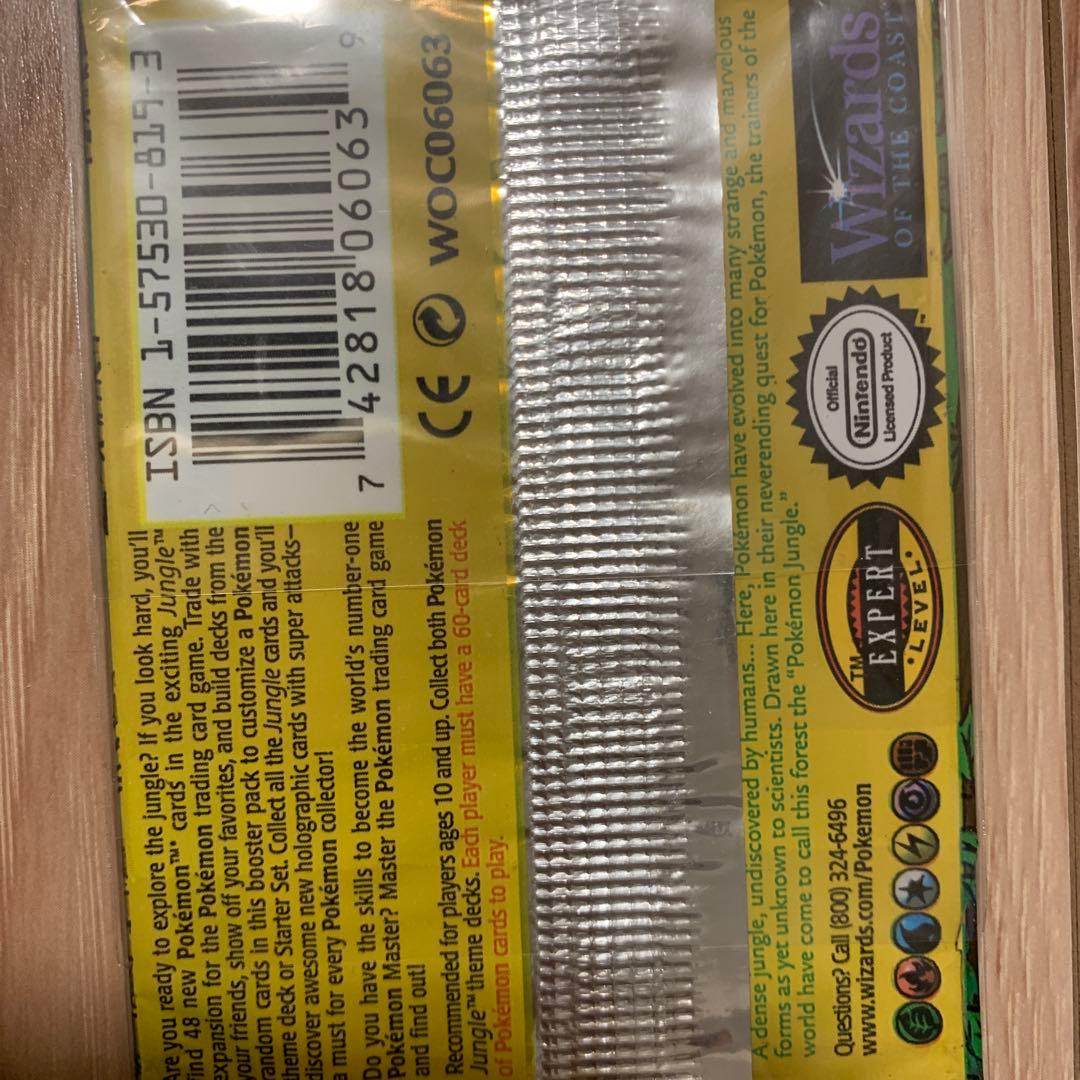 Are you ready to explore the jungle? If you look hard, you'll
find 48 new Pokémon™* cards in the exciting Jungle™
expansion for the Pokémon trading card game. Trade with
your friends, show off your favorites, and build decks from the
random cards in this booster pack to customize a Pokémon
theme deck or Starter Set. Collect all the Jungle cards and you'll
discover awesome new holographic cards with super attacks—
a must for every Pokémon collector!
Do you have the skills to become the world's number-one
Pokémon Master? Master the Pokémon trading card game
and find out!
Recommended for players ages 10 and up. Collect both Pokémon
Jungle™ theme decks. Each player must have a 60-card deck
of Pokémon cards to play.
ISBN 1-57530-819-3
7 42818 06063 9
CE WOC06063
A dense jungle, undiscovered by humans... Here, Pokémon have evolved into many strange and marvelous
forms as yet unknown to scientists. Drawn here in their neverending quest for Pokémon, the trainers of the
world have come to call this forest the "Pokémon Jungle."
Questions? Call (800) 324-6496
www.wizards.com/Pokemon
TM
EXPERT
LEVEL
Official
Nintendo
Licensed Product
TM
Wizards
OF THE COAST